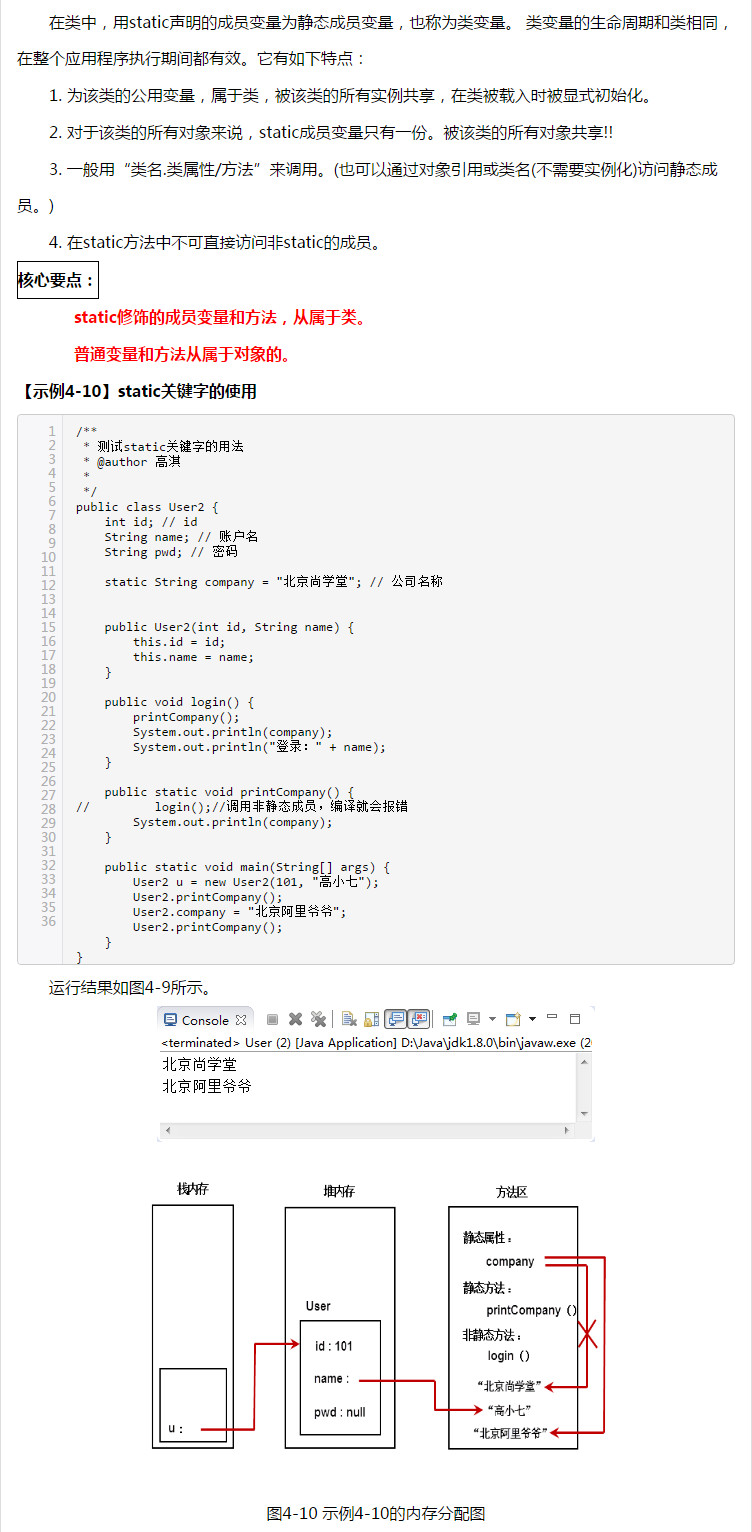 在类中，用static声明的成员变量为静态成员变量，也称为类变量。 类变量的生命周期和类相同，
在整个应用程序执行期间都有效。它有如下特点：
1. 为该类的公用变量，属于类，被该类的所有实例共享，在类被载入时被显式初始化。
2. 对于该类的所有对象来说，static成员变量只有一份。被该类的所有对象共享!!
3. 一般用“类名.类属性/方法”来调用。(也可以通过对象引用或类名(不需要实例化)访问静态成
员。)
4. 在static方法中不可直接访问非static的成员。
核心要点：
static修饰的成员变量和方法，从属于类。
普通变量和方法从属于对象的。
【示例4-10】static关键字的使用
1 /**
2  * 测试static关键字的用法
3  * @author 高淇
4  *
5  */
6 public class User2 {
7     int id; // id
8     String name; // 账户名
9     String pwd; // 密码
10
11     static String company = "北京尚学堂"; // 公司名称
12
13
14     public User2(int id, String name) {
15         this.id = id;
16         this.name = name;
17     }
18
19     public void login() {
20         printCompany();
21         System.out.println(company);
22         System.out.println("登录：" + name);
23     }
24
25     public static void printCompany() {
26 //         login();//调用非静态成员，编译就会报错
27         System.out.println(company);
28     }
29
30     public static void main(String[] args) {
31         User2 u = new User2(101, "高小七");
32         User2.printCompany();
33         User2.company = "北京阿里爷爷";
34         User2.printCompany();
35     }
36 }
运行结果如图4-9所示。
Console
<terminated> User (2) [Java Application] D:\Java\jdk1.8.0\bin\javaw.exe (2
北京尚学堂
北京阿里爷爷
栈内存 堆内存 方法区
静态属性：
company
静态方法：
printCompany（）
非静态方法：
login（）
“北京尚学堂”
“高小七”
“北京阿里爷爷”
User
id : 101
name :
pwd : null
u：
图4-10 示例4-10的内存分配图